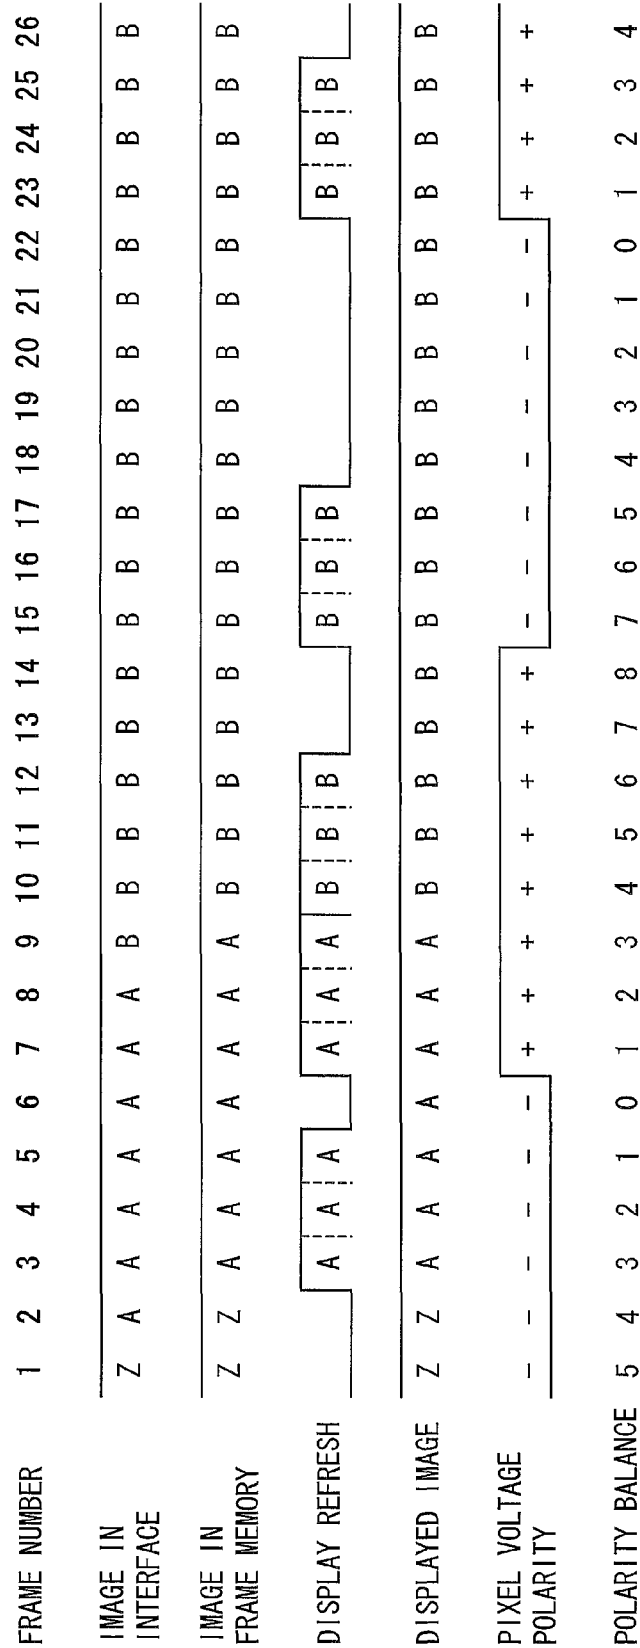 FRAME NUMBER 1 2 3 4 5 6 7 8 9 10 11 12 13 14 15 16 17 18 19 20 21 22 23 24 25 26
IMAGE IN
INTERFACE Z A A A A A A A B B B B B B B B B B B B B B B B B B
IMAGE IN
FRAME MEMORY Z Z A A A A A A A B B B B B B B B B B B B B B B B B
DISPLAY REFRESH A A A A A A B B B B B B B B B
DISPLAYED IMAGE Z Z A A A A A A A B B B B B B B B B B B B B B B B B
PIXEL VOLTAGE
POLARITY - - - - - - + + + + + + + + - - - - - - - - + + + +
POLARITY BALANCE 5 4 3 2 1 0 1 2 3 4 5 6 7 8 7 6 5 4 3 2 1 0 1 2 3 4